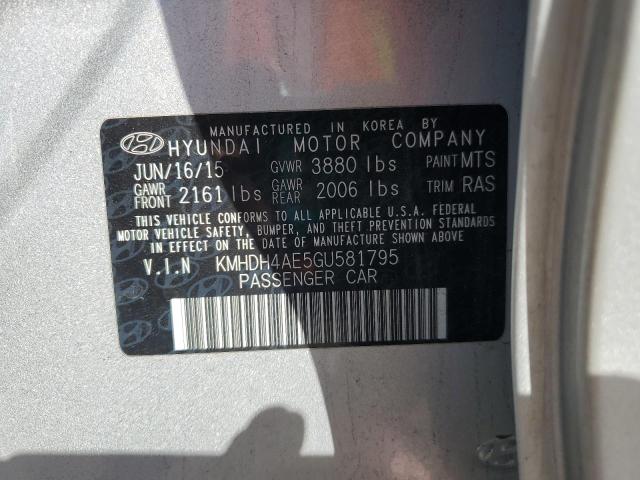 MANUFACTURED IN KOREA BY
HYUNDAI MOTOR COMPANY
JUN/16/15 GVWR 3880 lbs PAINT MTS
GAWR FRONT 2161 lbs GAWR REAR 2006 lbs TRIM RAS
THIS VEHICLE CONFORMS TO ALL APPLICABLE U.S.A. FEDERAL
MOTOR VEHICLE SAFETY, BUMPER, AND THEFT PREVENTION STANDARDS
IN EFFECT ON THE DATE OF MANUFACTURE SHOWN ABOVE.
V.I.N KMHDH4AE5GU581795
PASSENGER CAR